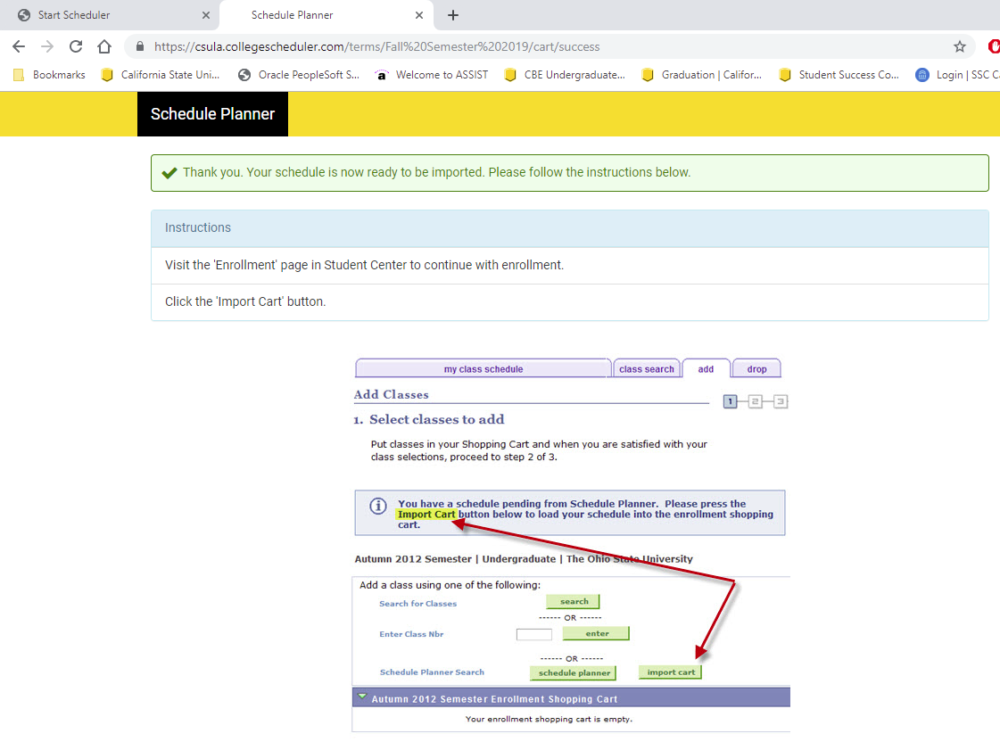 Start Scheduler
Schedule Planner
https://csula.collegescheduler.com/terms/Fall%20Semester%202019/cart/success
Bookmarks California State Uni... Oracle PeopleSoft S... a Welcome to ASSIST CBE Undergraduate... Graduation | Califor... Student Success Co... Login | SSC
Schedule Planner
Thank you. Your schedule is now ready to be imported. Please follow the instructions below.
Instructions
Visit the 'Enrollment' page in Student Center to continue with enrollment.
Click the 'Import Cart' button.
my class schedule class search add drop
Add Classes
1 2 3
1. Select classes to add
Put classes in your Shopping Cart and when you are satisfied with your
class selections, proceed to step 2 of 3.
You have a schedule pending from Schedule Planner. Please press the
Import Cart button below to load your schedule into the enrollment shopping
cart.
Autumn 2012 Semester | Undergraduate | The Ohio State University
Add a class using one of the following:
Search for Classes search
------ OR ------
Enter Class Nbr enter
------ OR ------
Schedule Planner Search schedule planner import cart
Autumn 2012 Semester Enrollment Shopping Cart
Your enrollment shopping cart is empty.